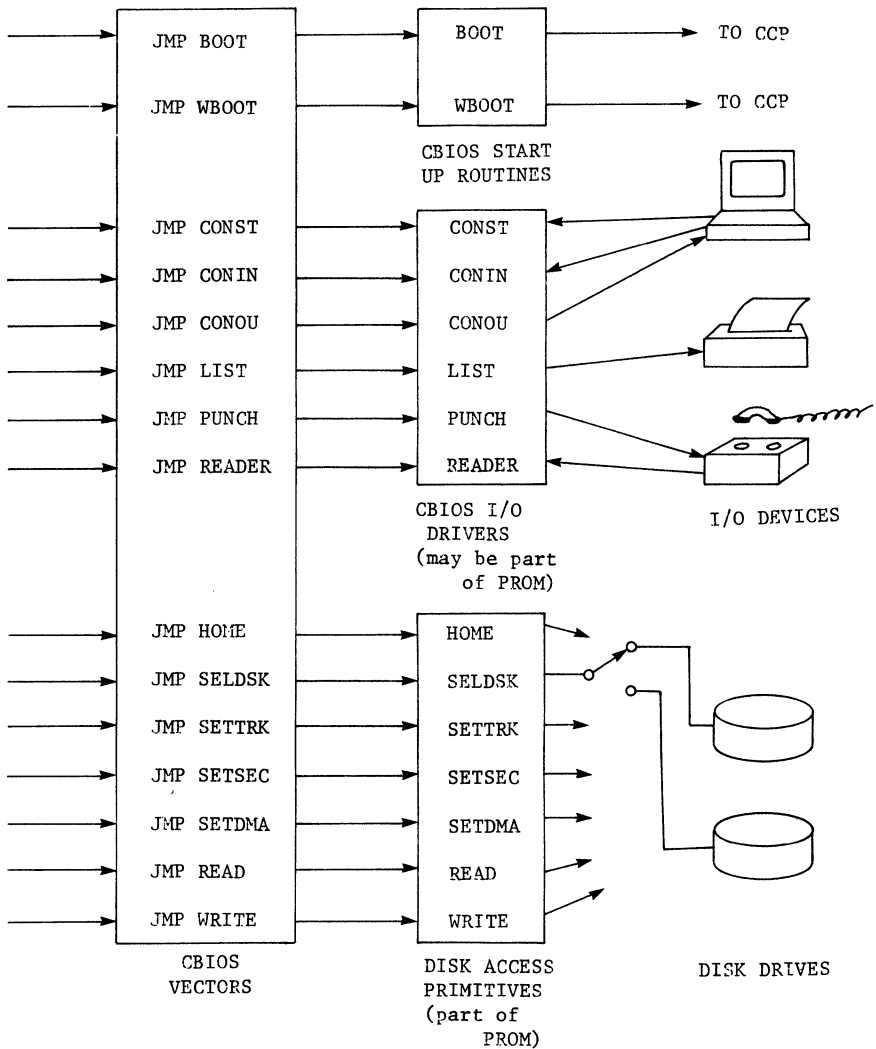 JMP BOOT
JMP WBOOT
JMP CONST
JMP CONIN
JMP CONOU
JMP LIST
JMP PUNCH
JMP READER
JMP HOME
JMP SELDSK
JMP SETTRK
JMP SETSEC
JMP SETDMA
JMP READ
JMP WRITE
CBIOS
VECTORS
BOOT
WBOOT
CBIOS START
UP ROUTINES
CONST
CONIN
CONOU
LIST
PUNCH
READER
CBIOS I/O
DRIVERS
(may be part
of PROM)
HOME
SELDSK
SETTRK
SETSEC
SETDMA
READ
WRITE
DISK ACCESS
PRIMITIVES
(part of
PROM)
TO CCP
TO CCP
I/O DEVICES
DISK DRIVES